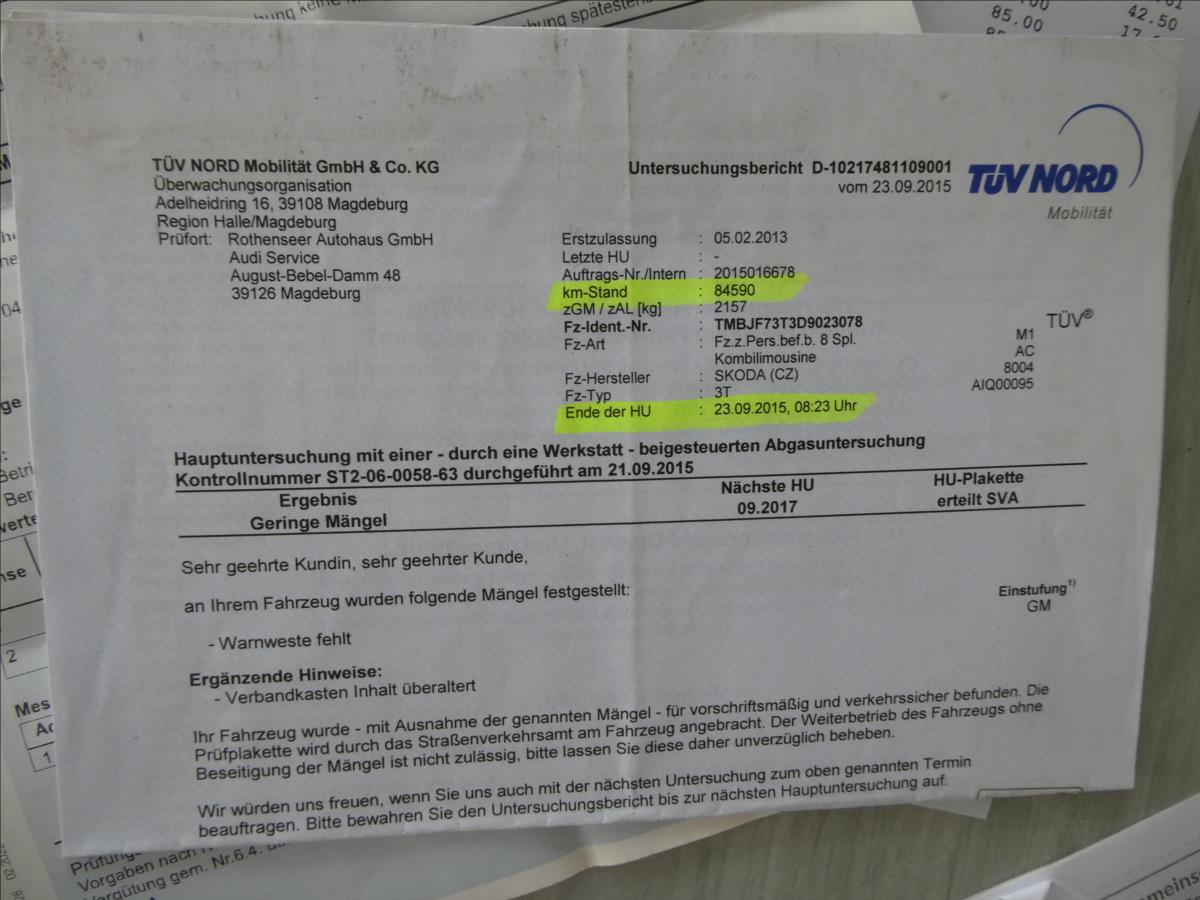 85.00
42.50
TÜV NORD Mobilität GmbH & Co. KG
Überwachungsorganisation
Adelheidring 16, 39108 Magdeburg
Region Halle/Magdeburg
Prüfort: Rothenseer Autohaus GmbH
Audi Service
August-Bebel-Damm 48
39126 Magdeburg
Untersuchungsbericht D-10217481109001
vom 23.09.2015
TÜV NORD
Mobilität
Erstzulassung : 05.02.2013
Letzte HU : -
Auftrags-Nr./Intern : 2015016678
km-Stand : 84590
zGM / zAL [kg] : 2157
Fz-Ident.-Nr. : TMBJF73T3D9023078
Fz-Art : Fz.z.Pers.bef.b. 8 Spl.
Kombilimousine
Fz-Hersteller : SKODA (CZ)
Fz-Typ : 3T
Ende der HU : 23.09.2015, 08:23 Uhr
TÜV®
M1
AC
8004
AIQ00095
Hauptuntersuchung mit einer - durch eine Werkstatt - beigesteuerten Abgasuntersuchung
Kontrollnummer ST2-06-0058-63 durchgeführt am 21.09.2015
Ergebnis Nächste HU HU-Plakette
Geringe Mängel 09.2017 erteilt SVA
Sehr geehrte Kundin, sehr geehrter Kunde,
an Ihrem Fahrzeug wurden folgende Mängel festgestellt:
Einstufung1)
GM
- Warnweste fehlt
Ergänzende Hinweise:
- Verbandkasten Inhalt überaltert
Ihr Fahrzeug wurde - mit Ausnahme der genannten Mängel - für vorschriftsmäßig und verkehrssicher befunden. Die
Prüfplakette wird durch das Straßenverkehrsamt am Fahrzeug angebracht. Der Weiterbetrieb des Fahrzeugs ohne
Beseitigung der Mängel ist nicht zulässig, bitte lassen Sie diese daher unverzüglich beheben.
Wir würden uns freuen, wenn Sie uns auch mit der nächsten Untersuchung zum oben genannten Termin
beauftragen. Bitte bewahren Sie den Untersuchungsbericht bis zur nächsten Hauptuntersuchung auf.
Vorgaben nach
Vergütung gem. Nr.6.4.